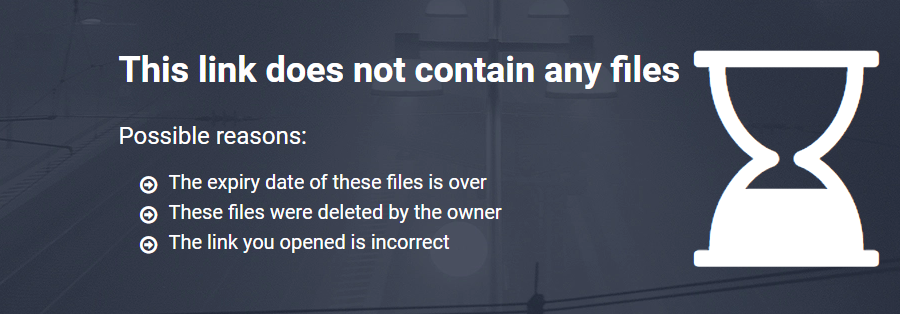 This link does not contain any files
Possible reasons:
The expiry date of these files is over
These files were deleted by the owner
The link you opened is incorrect